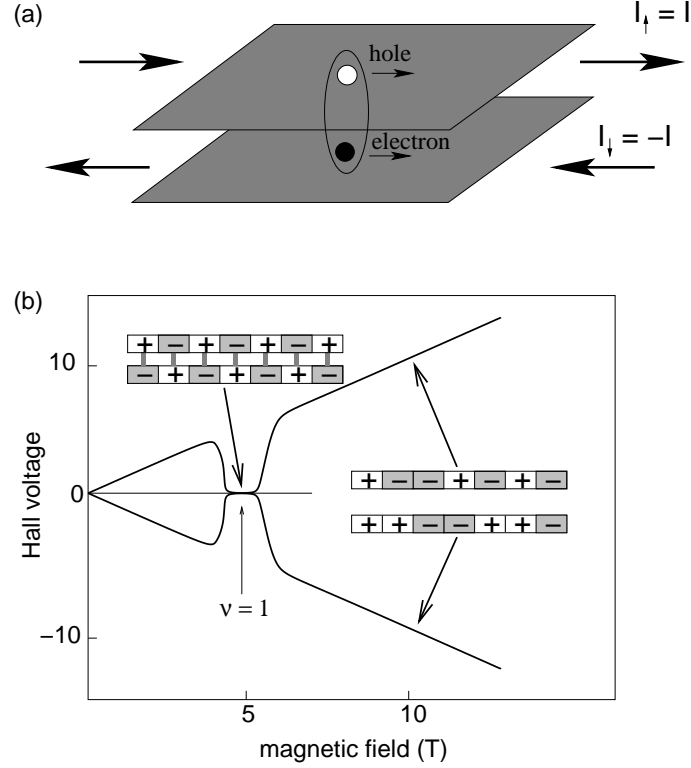 (a)
I↑ = I
hole
electron
I↓ = −I
(b)
+ − + − + − +
− + − + − + −
10
+ − − + − + −
0
+ + − − + + −
ν = 1
−10
Hall voltage
5
10
magnetic field (T)